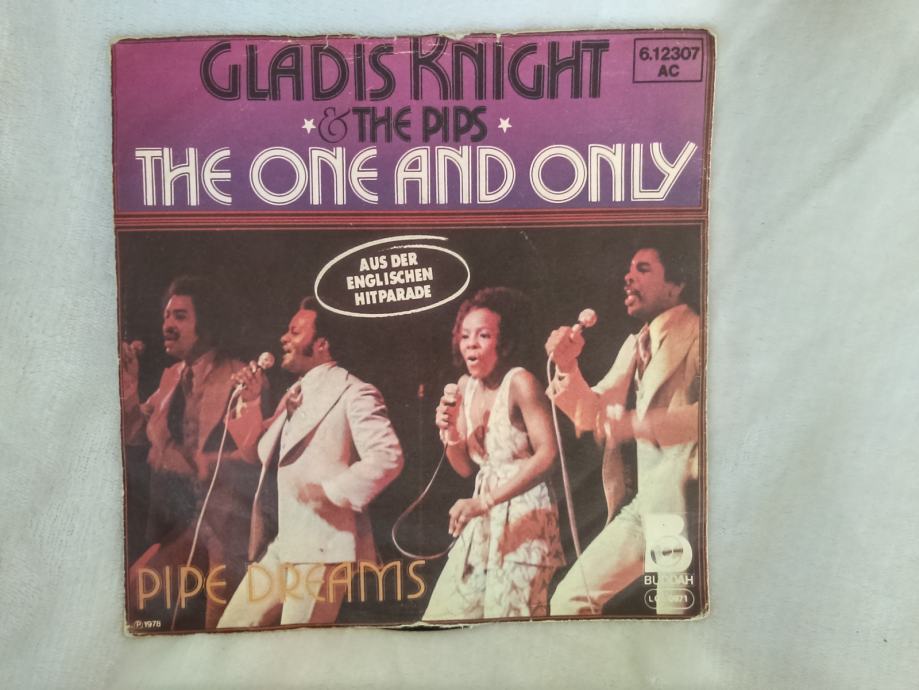 GLADIS KNIGHT
6.12307
AC
& THE PIPS
THE ONE AND ONLY
AUS DER
ENGLISCHEN
HITPARADE
PIPE DREAMS
B
BUDDAH
℗ 1978